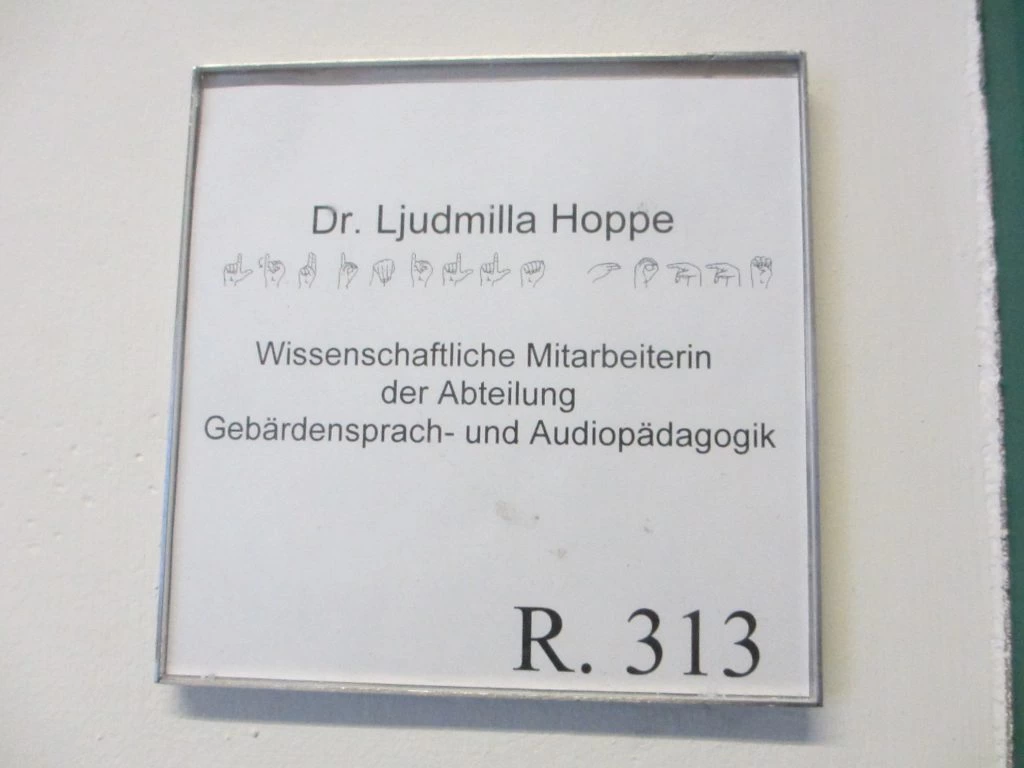 Dr. Ljudmilla Hoppe
Wissenschaftliche Mitarbeiterin
der Abteilung
Gebärdensprach- und Audiopädagogik
R. 313